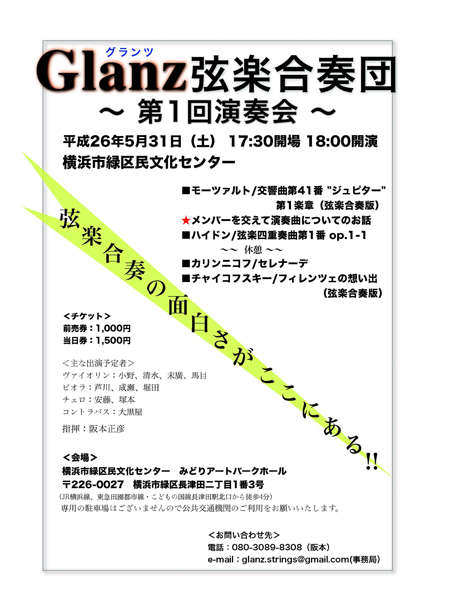 グランツ
Glanz弦楽合奏団
～ 第1回演奏会 ～
平成26年5月31日（土） 17:30開場 18:00開演
横浜市緑区民文化センター
■モーツァルト/交響曲第41番 "ジュピター"
第1楽章（弦楽合奏版）
★メンバーを交えて演奏曲についてのお話
■ハイドン/弦楽四重奏曲第1番 op.1-1
～～ 休憩 ～～
■カリンニコフ/セレナーデ
■チャイコフスキー/フィレンツェの想い出
（弦楽合奏版）
弦楽合奏の面白さがここにある!!
＜チケット＞
前売券：1,000円
当日券：1,500円
＜主な出演予定者＞
ヴァイオリン：小野、清水、末廣、馬目
ビオラ：芦川、成瀬、堀田
チェロ：安藤、塚本
コントラバス：大黒屋
指揮：阪本正彦
＜会場＞
横浜市緑区民文化センター　みどりアートパークホール
〒226-0027　横浜市緑区長津田二丁目1番3号
（JR横浜線、東急田園都市線・こどもの国線長津田駅北口から徒歩4分）
専用の駐車場はございませんので公共交通機関のご利用をお願いいたします。
＜お問い合わせ先＞
電話：080-3089-8308（阪本）
e-mail：glanz.strings@gmail.com(事務局)